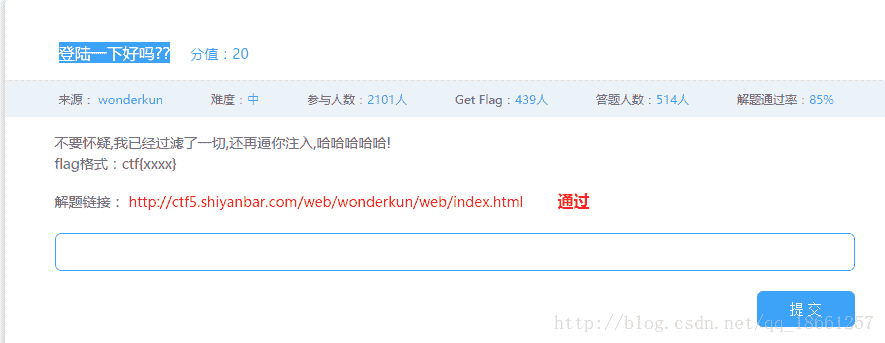 登陆一下好吗?? 分值：20
来源： wonderkun 难度：中 参与人数：2101人 Get Flag：439人 答题人数：514人 解题通过率：85%
不要怀疑,我已经过滤了一切,还再逼你注入,哈哈哈哈哈!
flag格式：ctf{xxxx}
解题链接： http://ctf5.shiyanbar.com/web/wonderkun/web/index.html 通过
提交
http://blog.csdn.net/qq_18661257